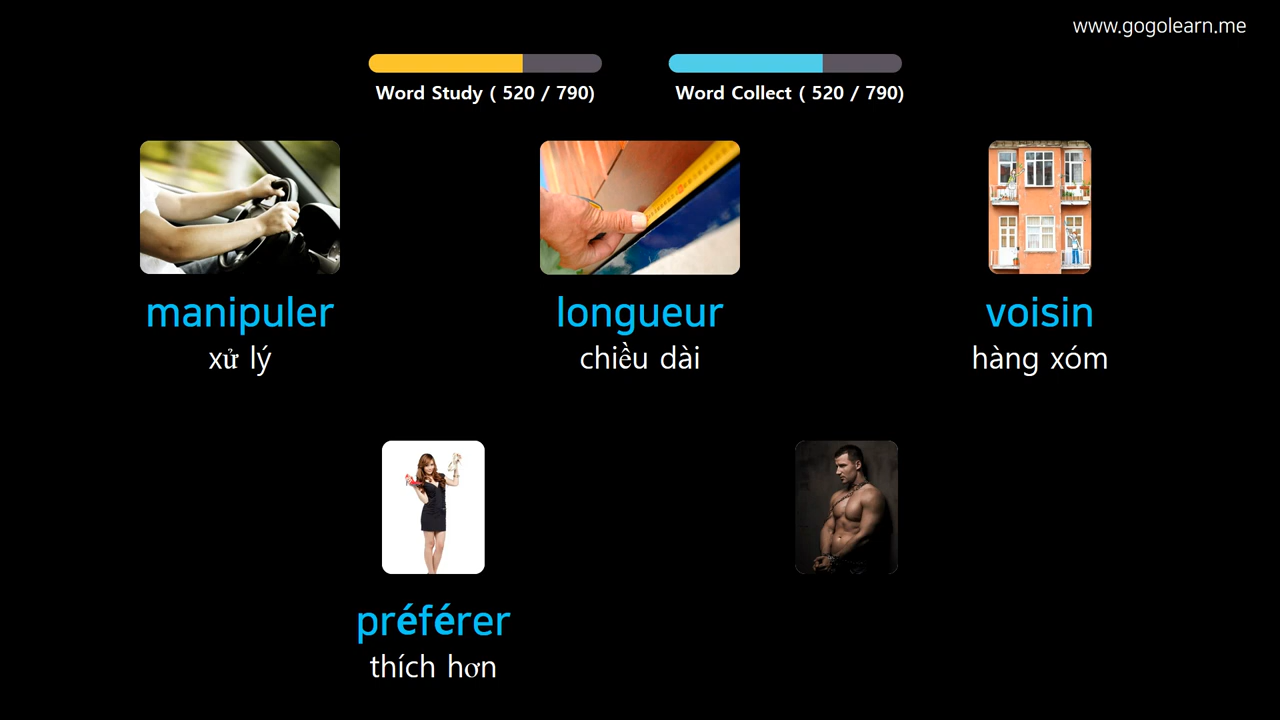 www.gogolearn.me
Word Study ( 520 / 790)
Word Collect ( 520 / 790)
manipuler
xử lý
longueur
chiều dài
voisin
hàng xóm
préférer
thích hơn